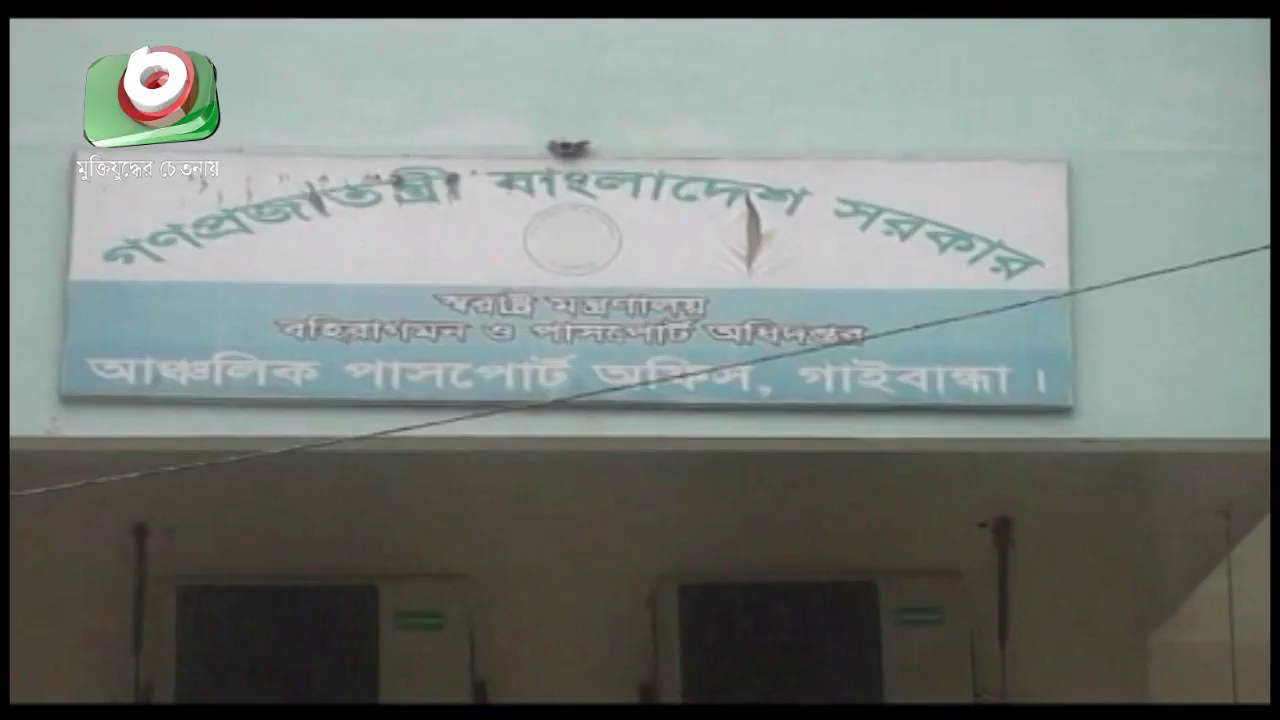 মুক্তিযুদ্ধের চেতনায়
গণপ্রজাতন্ত্রী বাংলাদেশ সরকার
স্বরাষ্ট্র মন্ত্রণালয়
বহিরাগমন ও পাসপোর্ট অধিদপ্তর
আঞ্চলিক পাসপোর্ট অফিস, গাইবান্ধা।